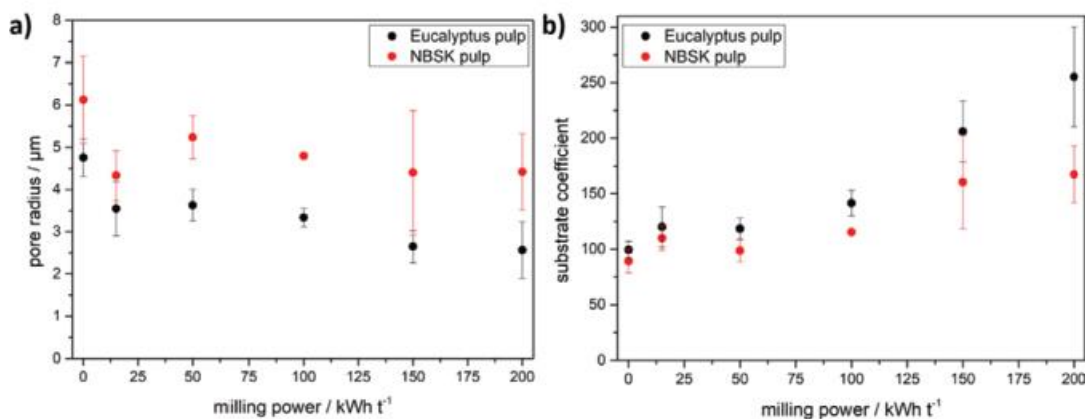 a)
8
7
6
5
4
3
2
1
0
pore radius / µm
Eucalyptus pulp
NBSK pulp
0 25 50 75 100 125 150 175 200
milling power / kWh t⁻¹
b)
300
250
200
150
100
50
0
substrate coefficient
Eucalyptus pulp
NBSK pulp
0 25 50 75 100 125 150 175 200
milling power / kWh t⁻¹